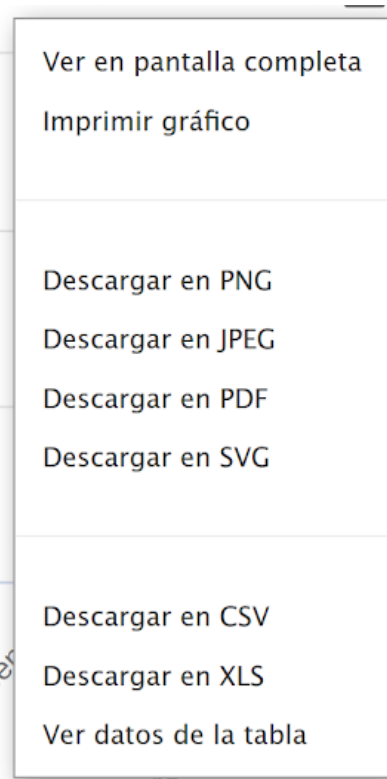 Ver en pantalla completa
Imprimir gráfico
Descargar en PNG
Descargar en JPEG
Descargar en PDF
Descargar en SVG
Descargar en CSV
Descargar en XLS
Ver datos de la tabla